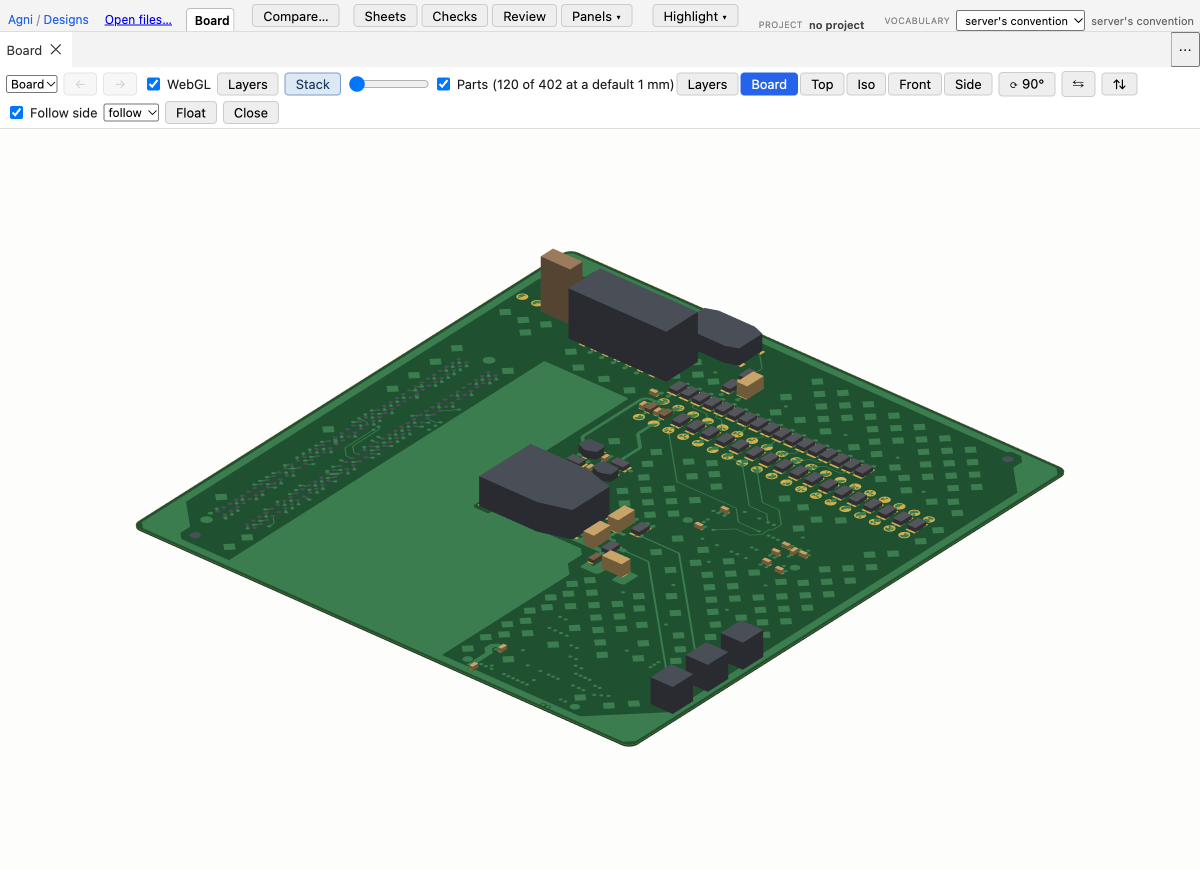 Agni / Designs Open files... Board Compare... Sheets Checks Review Panels ▾ Highlight ▾ PROJECT no project VOCABULARY server's convention server's convention
Board ✕ ...
Board ← → WebGL Layers Stack Parts (120 of 402 at a default 1 mm) Layers Board Top Iso Front Side ⟳ 90° ⇆ ⇅
Follow side follow Float Close